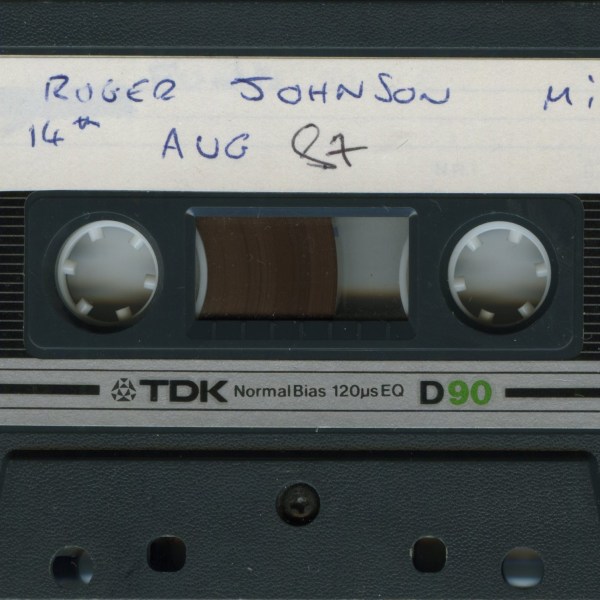 ROGER JOHNSON Mi
14th AUG 87
TDK Normal Bias 120µs EQ D90